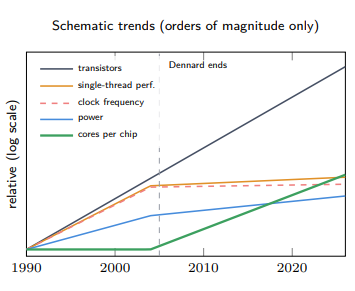 Schematic trends (orders of magnitude only)
Dennard ends
transistors
single-thread perf.
clock frequency
power
cores per chip
relative (log scale)
1990 2000 2010 2020